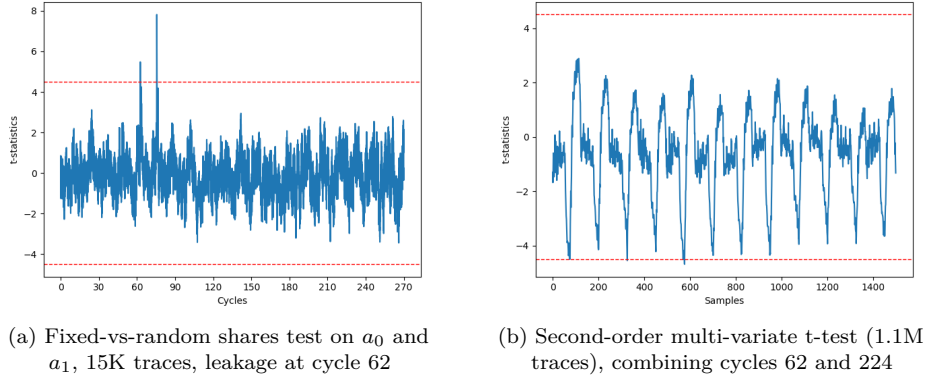 8
6
4
2
0
−2
−4
t-statistics
0 30 60 90 120 150 180 210 240 270
Cycles
4
2
0
−2
−4
t-statistics
0 200 400 600 800 1000 1200 1400
Samples
(a) Fixed-vs-random shares test on a₀ and
a₁, 15K traces, leakage at cycle 62
(b) Second-order multi-variate t-test (1.1M
traces), combining cycles 62 and 224